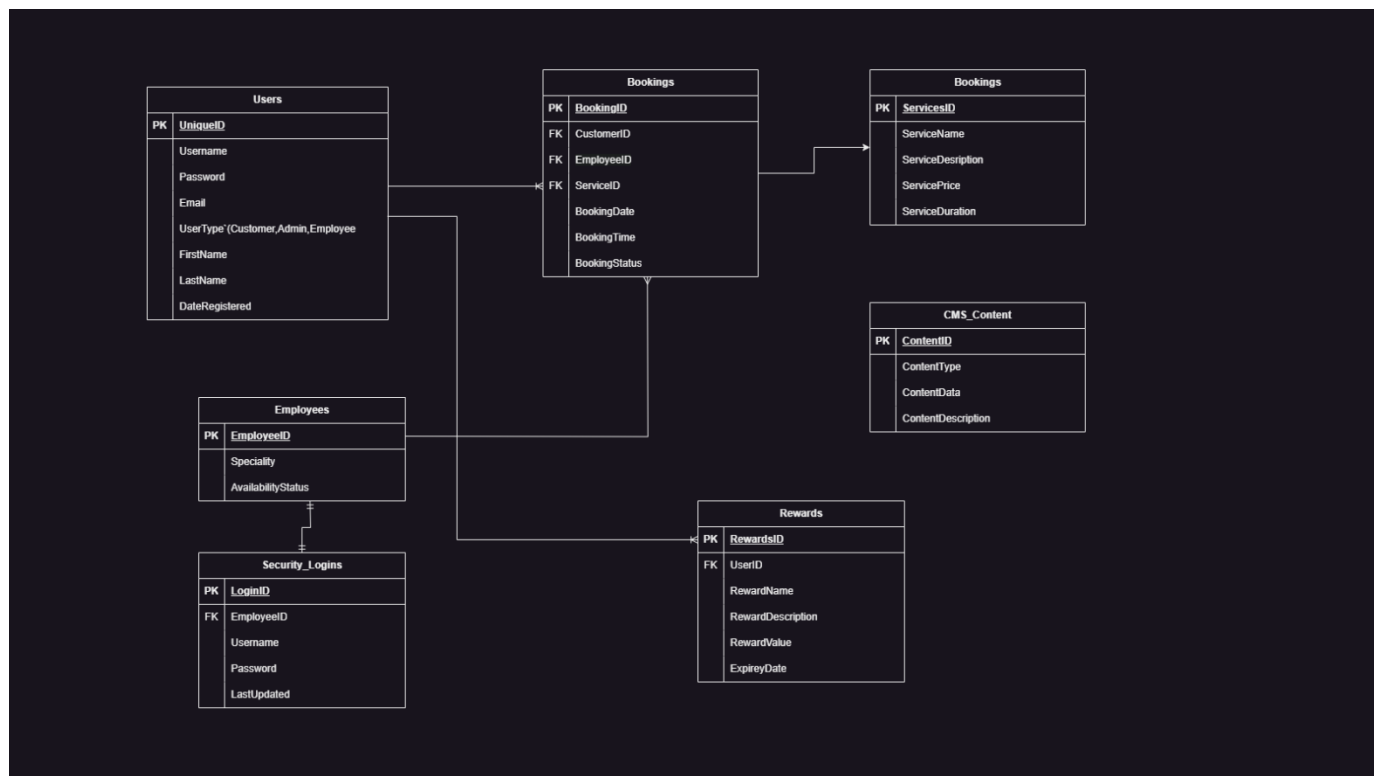 Users
PK UniqueID
Username
Password
Email
UserType`(Customer,Admin,Employee
FirstName
LastName
DateRegistered
Bookings
PK BookingID
FK CustomerID
FK EmployeeID
FK ServiceID
BookingDate
BookingTime
BookingStatus
Bookings
PK ServicesID
ServiceName
ServiceDesription
ServicePrice
ServiceDuration
CMS_Content
PK ContentID
ContentType
ContentData
ContentDescription
Employees
PK EmployeeID
Speciality
AvailabilityStatus
Security_Logins
PK LoginID
FK EmployeeID
Username
Password
LastUpdated
Rewards
PK RewardsID
FK UserID
RewardName
RewardDescription
RewardValue
ExpireyDate